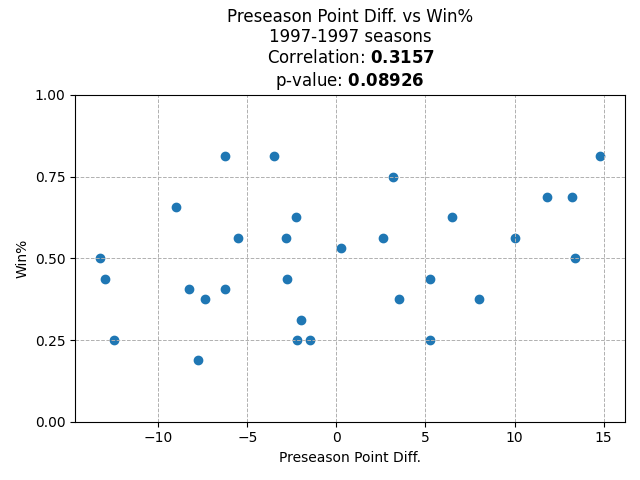 Preseason Point Diff. vs Win%
1997-1997 seasons
Correlation: 0.3157
p-value: 0.08926
1.00
0.75
0.50
0.25
0.00
Win%
−10
−5
0
5
10
15
Preseason Point Diff.